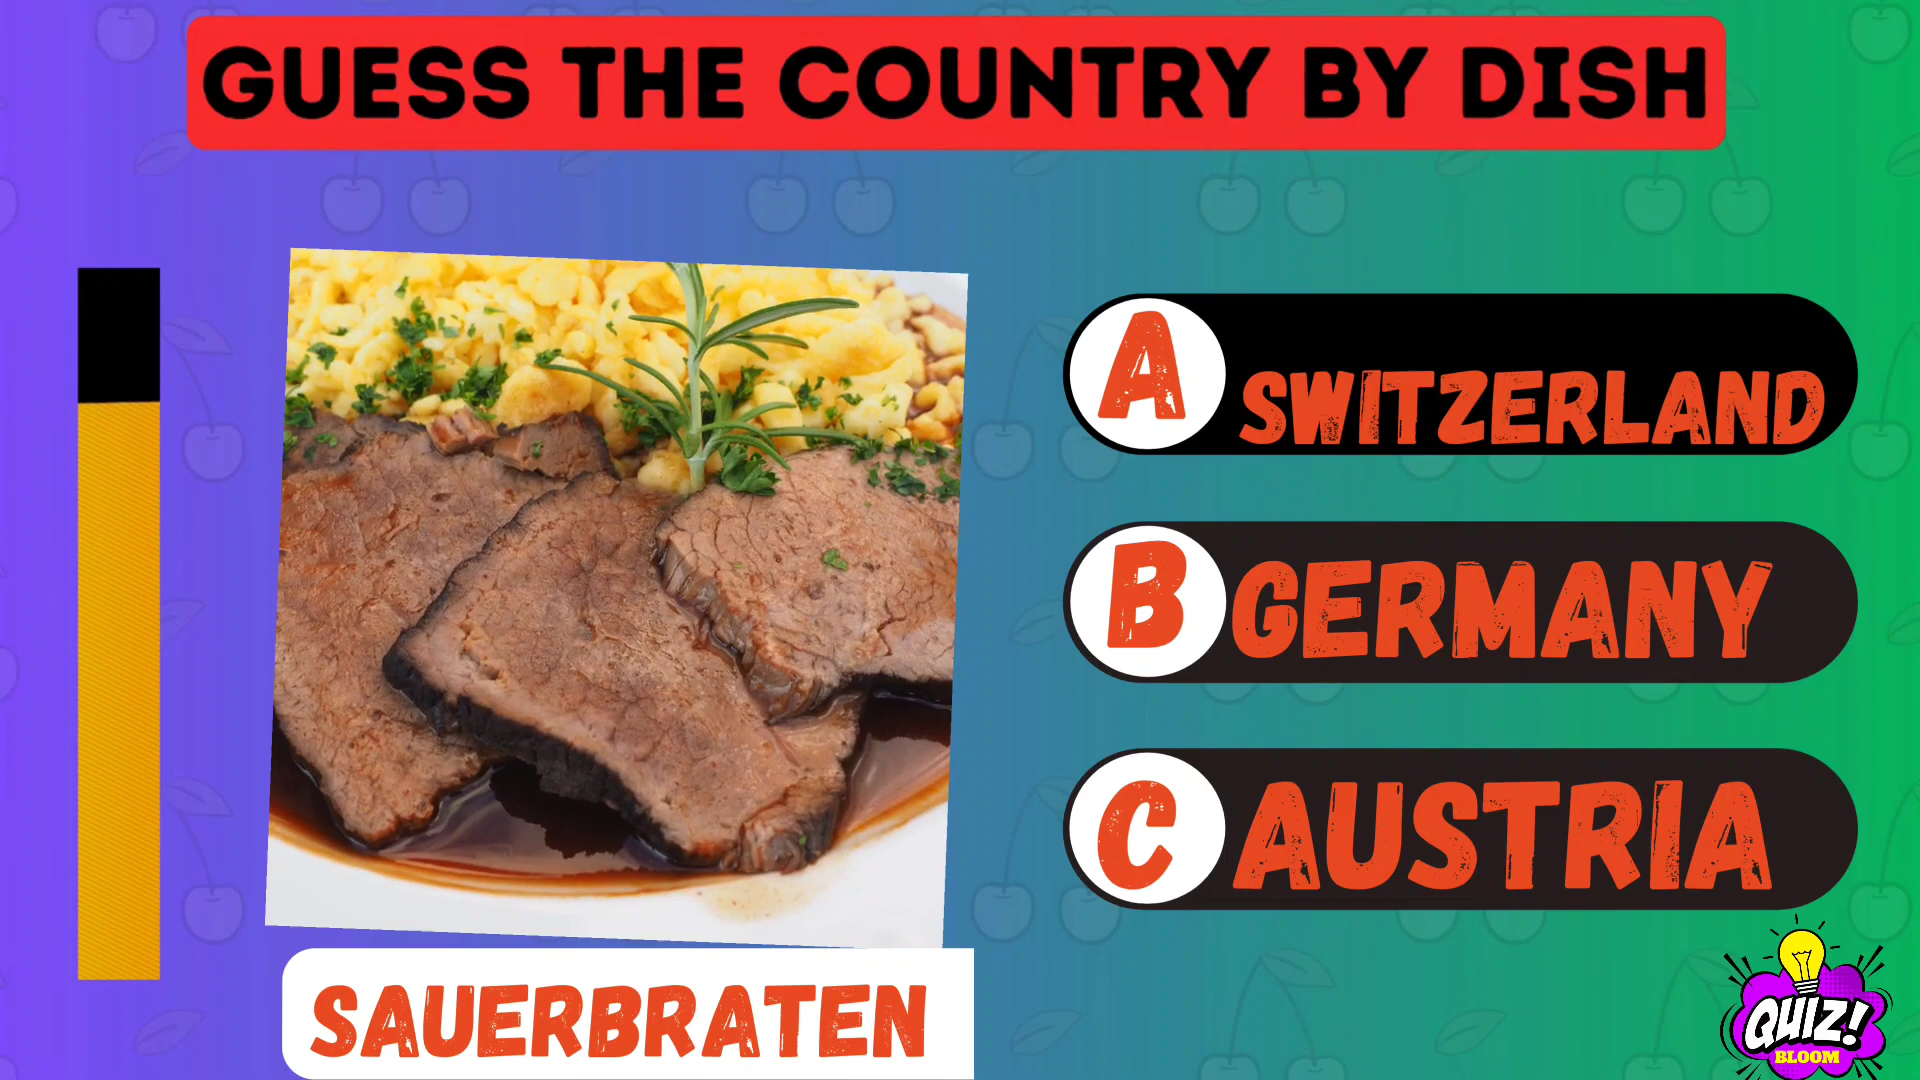 GUESS THE COUNTRY BY DISH
A SWITZERLAND
B GERMANY
C AUSTRIA
SAUERBRATEN
QUIZ!
BLOOM